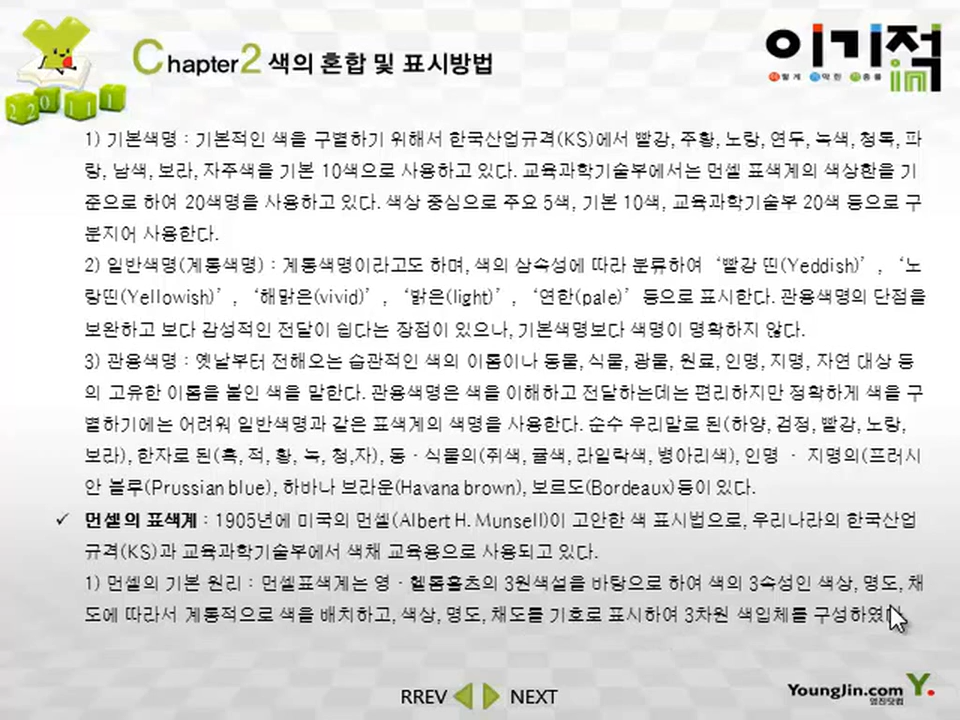 Chapter2 색의 혼합 및 표시방법
이기적in
이렇게 기막힌 적중률
2011
1) 기본색명 : 기본적인 색을 구별하기 위해서 한국산업규격(KS)에서 빨강, 주황, 노랑, 연두, 녹색, 청록, 파
랑, 남색, 보라, 자주색을 기본 10색으로 사용하고 있다. 교육과학기술부에서는 먼셀 표색계의 색상환을 기
준으로 하여 20색명을 사용하고 있다. 색상 중심으로 주요 5색, 기본 10색, 교육과학기술부 20색 등으로 구
분지어 사용한다.
2) 일반색명(계통색명) : 계통색명이라고도 하며, 색의 삼속성에 따라 분류하여 ‘빨강 띤(Yeddish)’, ‘노
랑띤(Yellowish)’, ‘해맑은(vivid)’, ‘밝은(light)’, ‘연한(pale)’ 등으로 표시한다. 관용색명의 단점을
보완하고 보다 감성적인 전달이 쉽다는 장점이 있으나, 기본색명보다 색명이 명확하지 않다.
3) 관용색명 : 옛날부터 전해오는 습관적인 색의 이름이나 동물, 식물, 광물, 원료, 인명, 지명, 자연 대상 등
의 고유한 이름을 붙인 색을 말한다. 관용색명은 색을 이해하고 전달하는데는 편리하지만 정확하게 색을 구
별하기에는 어려워 일반색명과 같은 표색계의 색명을 사용한다. 순수 우리말로 된(하양, 검정, 빨강, 노랑,
보라), 한자로 된(흑, 적, 황, 녹, 청,자), 동 · 식물의(쥐색, 귤색, 라일락색, 병아리색), 인명 · 지명의(프러시
안 블루(Prussian blue), 하바나 브라운(Havana brown), 보르도(Bordeaux)등이 있다.
✓ 먼셀의 표색계 : 1905년에 미국의 먼셀(Albert H. Munsell)이 고안한 색 표시법으로, 우리나라의 한국산업
규격(KS)과 교육과학기술부에서 색채 교육용으로 사용되고 있다.
1) 먼셀의 기본 원리 : 먼셀표색계는 영 · 헬름홀츠의 3원색설을 바탕으로 하여 색의 3속성인 색상, 명도, 채
도에 따라서 계통적으로 색을 배치하고, 색상, 명도, 채도를 기호로 표시하여 3차원 색입체를 구성하였
RREV NEXT
YoungJin.com Y.
영진닷컴